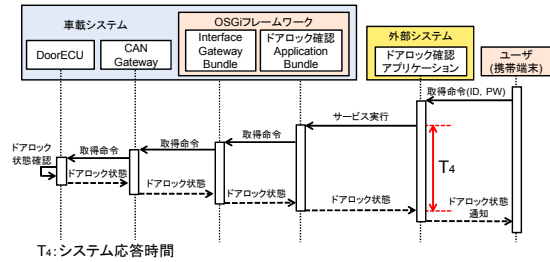 車載システム
OSGiフレームワーク
DoorECU
CAN
Gateway
Interface
Gateway
Bundle
ドアロック確認
Application
Bundle
外部システム
ドアロック確認
アプリケーション
ユーザ
(携帯端末)
取得命令(ID, PW)
サービス実行
取得命令
取得命令
取得命令
ドアロック
状態確認
ドアロック状態
ドアロック状態
ドアロック状態
ドアロック状態
ドアロック状態
通知
T4
T4:システム応答時間